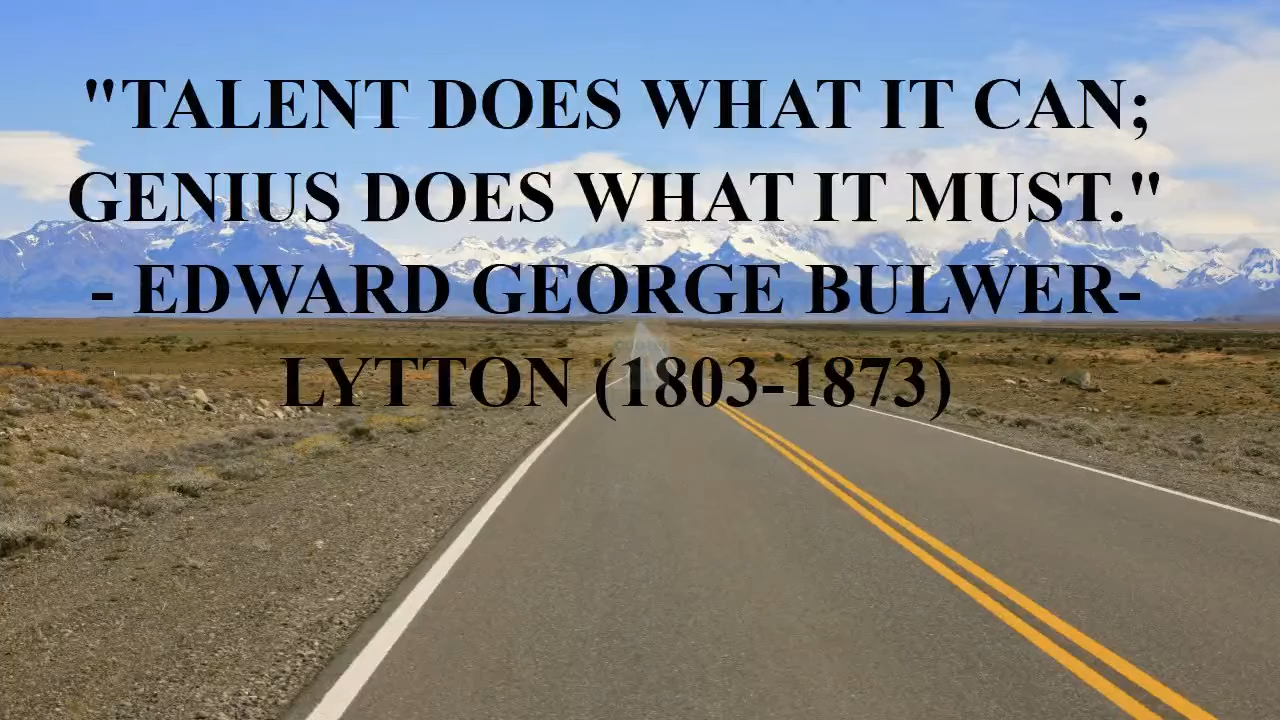 "TALENT DOES WHAT IT CAN;
GENIUS DOES WHAT IT MUST."
- EDWARD GEORGE BULWER-
LYTTON (1803-1873)